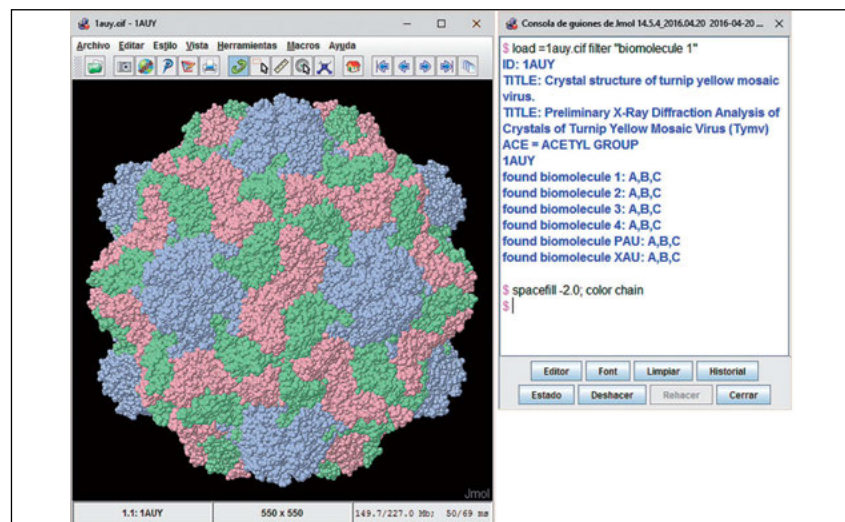 1auy.cif - 1AUY
Archivo Editar Estilo Vista Herramientas Macros Ayuda
Jmol
1.1: 1AUY
550 x 550
149.7/227.0 Mb; 50/69 ms
Consola de guiones de Jmol 14.5.4_2016.04.20 2016-04-20 ...
$ load =1auy.cif filter "biomolecule 1"
ID: 1AUY
TITLE: Crystal structure of turnip yellow mosaic
virus.
TITLE: Preliminary X-Ray Diffraction Analysis of
Crystals of Turnip Yellow Mosaic Virus (Tymv)
ACE = ACETYL GROUP
1AUY
found biomolecule 1: A,B,C
found biomolecule 2: A,B,C
found biomolecule 3: A,B,C
found biomolecule 4: A,B,C
found biomolecule PAU: A,B,C
found biomolecule XAU: A,B,C
$ spacefill -2.0; color chain
$
Editor Font Limpiar Historial
Estado Deshacer Rehacer Cerrar